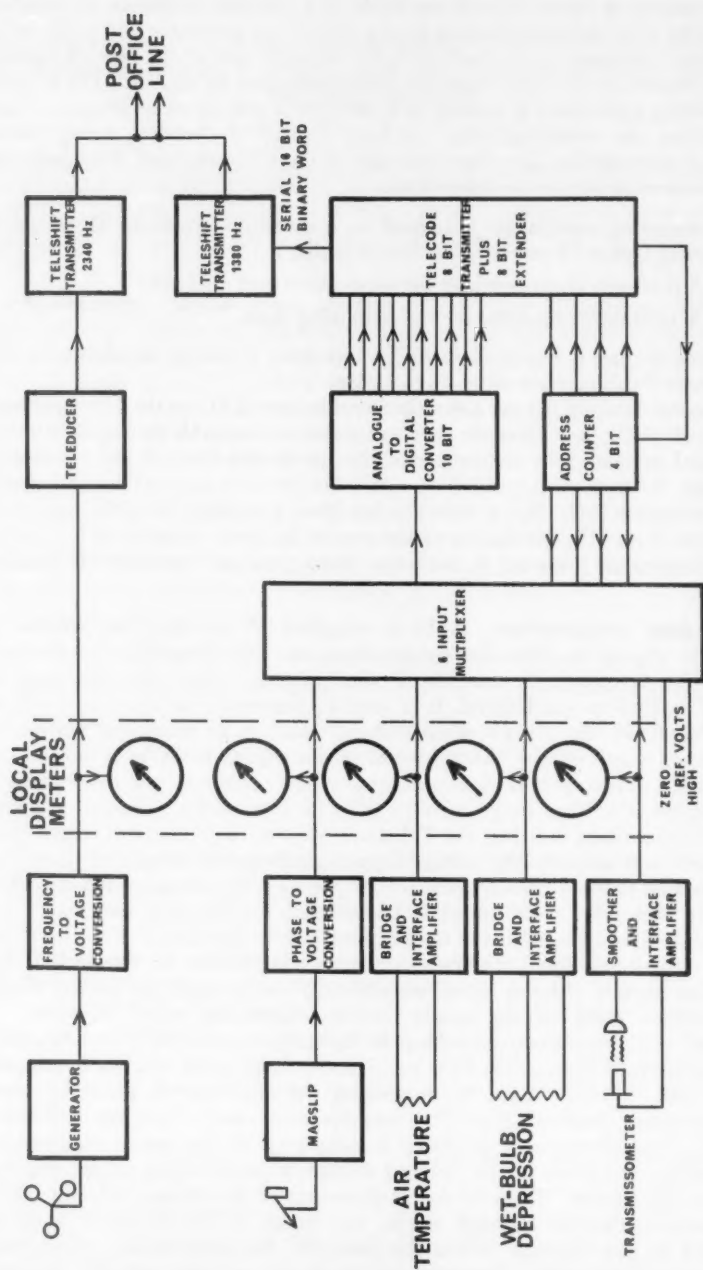 POST
OFFICE
LINE
TELESHIFT
TRANSMITTER
2340 Hz
TELESHIFT
TRANSMITTER
1380 Hz
SERIAL 16 BIT
BINARY WORD
TELEDUCER
TELECODE
8 BIT
TRANSMITTER
PLUS
8 BIT
EXTENDER
ANALOGUE
TO
DIGITAL
CONVERTER
10 BIT
ADDRESS
COUNTER
4 BIT
6 INPUT
MULTIPLEXER
LOCAL
DISPLAY
METERS
ZERO
REF. VOLTS
HIGH
FREQUENCY
TO
VOLTAGE
CONVERSION
PHASE TO
VOLTAGE
CONVERSION
BRIDGE
AND
INTERFACE
AMPLIFIER
BRIDGE
AND
INTERFACE
AMPLIFIER
SMOOTHER
AND
INTERFACE
AMPLIFIER
GENERATOR
MAGSLIP
AIR
TEMPERATURE
WET-BULB
DEPRESSION
TRANSMISSOMETER